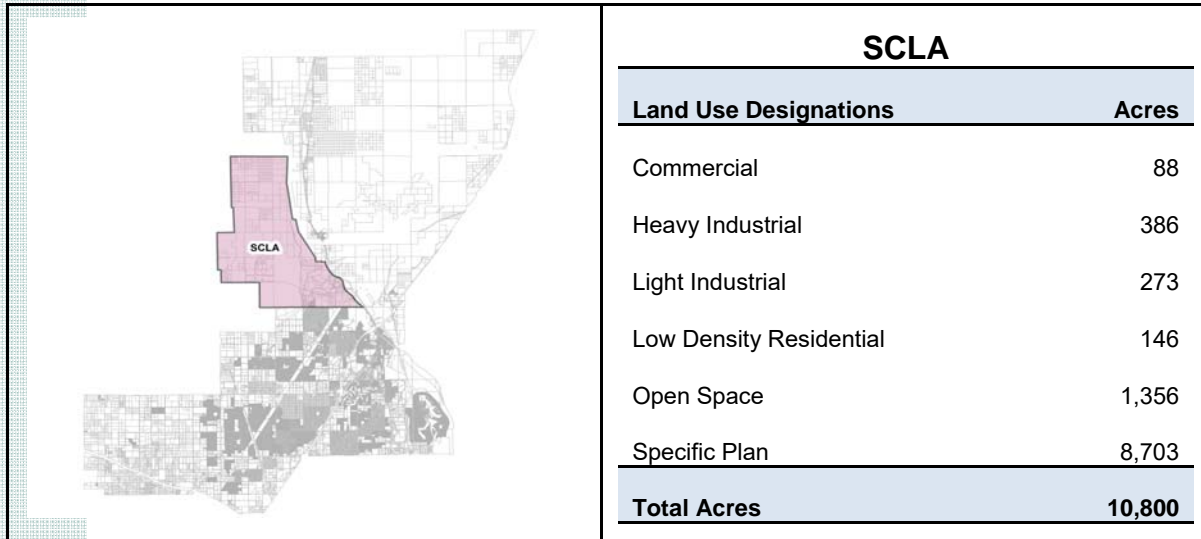 SCLA
SCLA
Land Use Designations Acres
Commercial 88
Heavy Industrial 386
Light Industrial 273
Low Density Residential 146
Open Space 1,356
Specific Plan 8,703
Total Acres 10,800